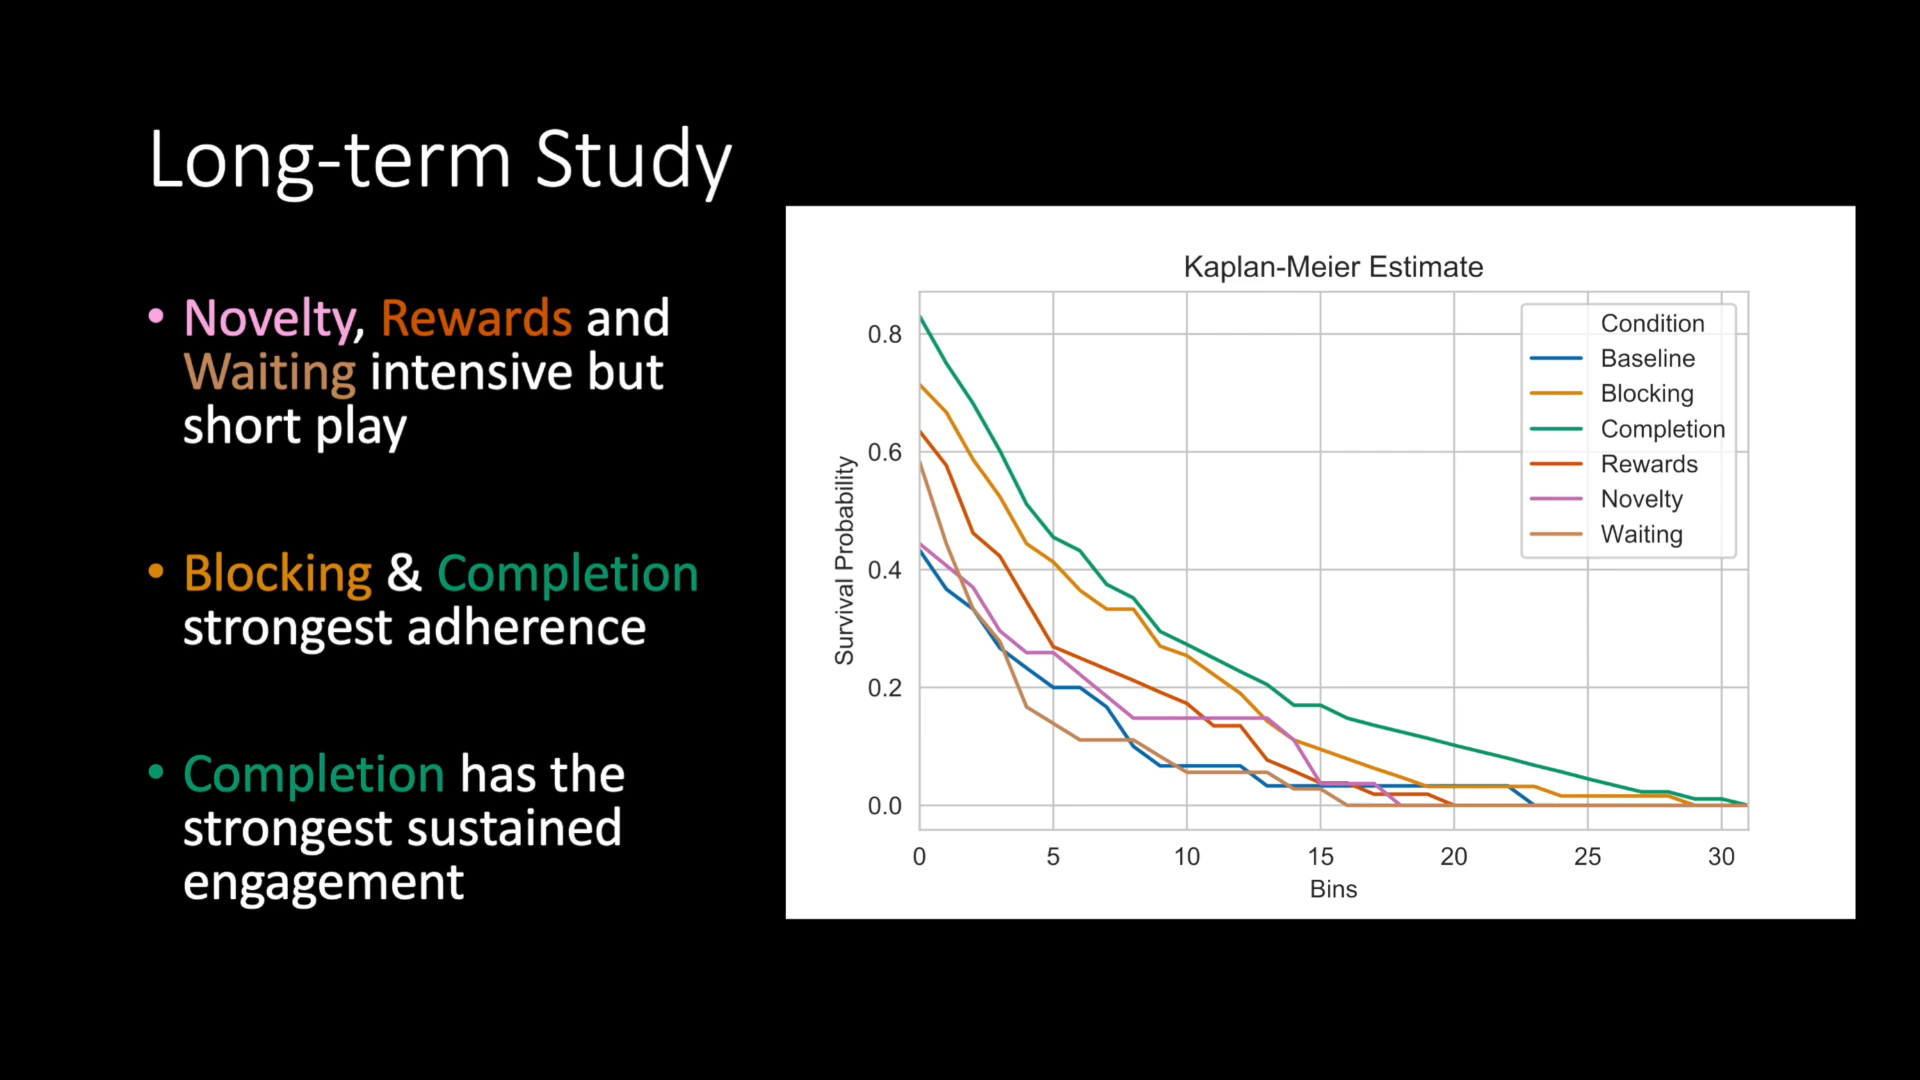 Long-term Study
• Novelty, Rewards and
Waiting intensive but
short play
• Blocking & Completion
strongest adherence
• Completion has the
strongest sustained
engagement
Kaplan-Meier Estimate
Survival Probability
0.8
0.6
0.4
0.2
0.0
0 5 10 15 20 25 30
Bins
Condition
Baseline
Blocking
Completion
Rewards
Novelty
Waiting